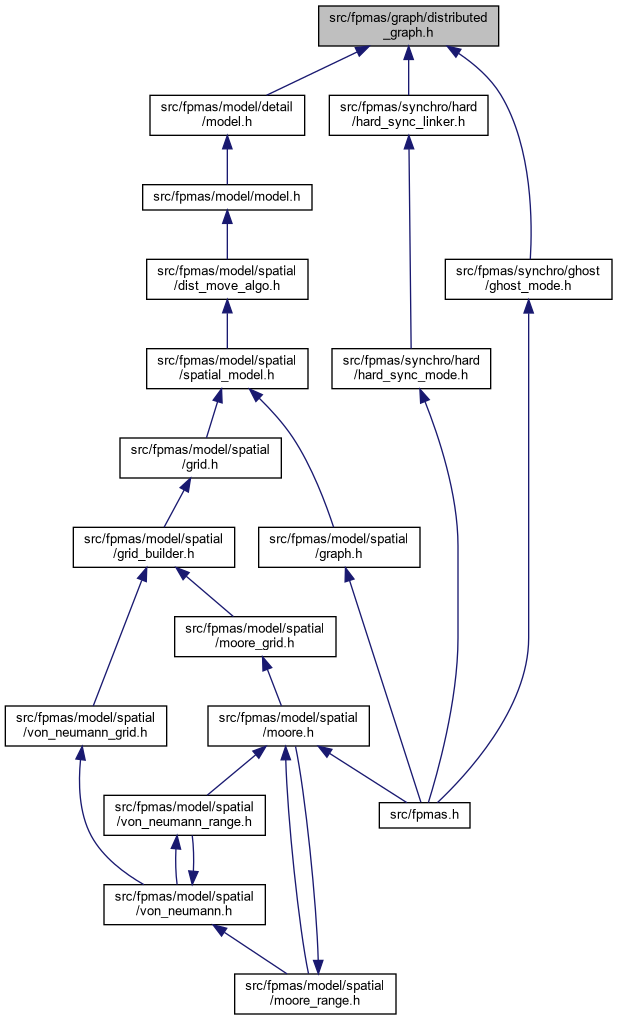 src/fpmas/graph/distributed
_graph.h
src/fpmas/model/detail
/model.h
src/fpmas/synchro/hard
/hard_sync_linker.h
src/fpmas/model/model.h
src/fpmas/model/spatial
/dist_move_algo.h
src/fpmas/synchro/ghost
/ghost_mode.h
src/fpmas/model/spatial
/spatial_model.h
src/fpmas/synchro/hard
/hard_sync_mode.h
src/fpmas/model/spatial
/grid.h
src/fpmas/model/spatial
/grid_builder.h
src/fpmas/model/spatial
/graph.h
src/fpmas/model/spatial
/moore_grid.h
src/fpmas/model/spatial
/von_neumann_grid.h
src/fpmas/model/spatial
/moore.h
src/fpmas/model/spatial
/von_neumann_range.h
src/fpmas.h
src/fpmas/model/spatial
/von_neumann.h
src/fpmas/model/spatial
/moore_range.h